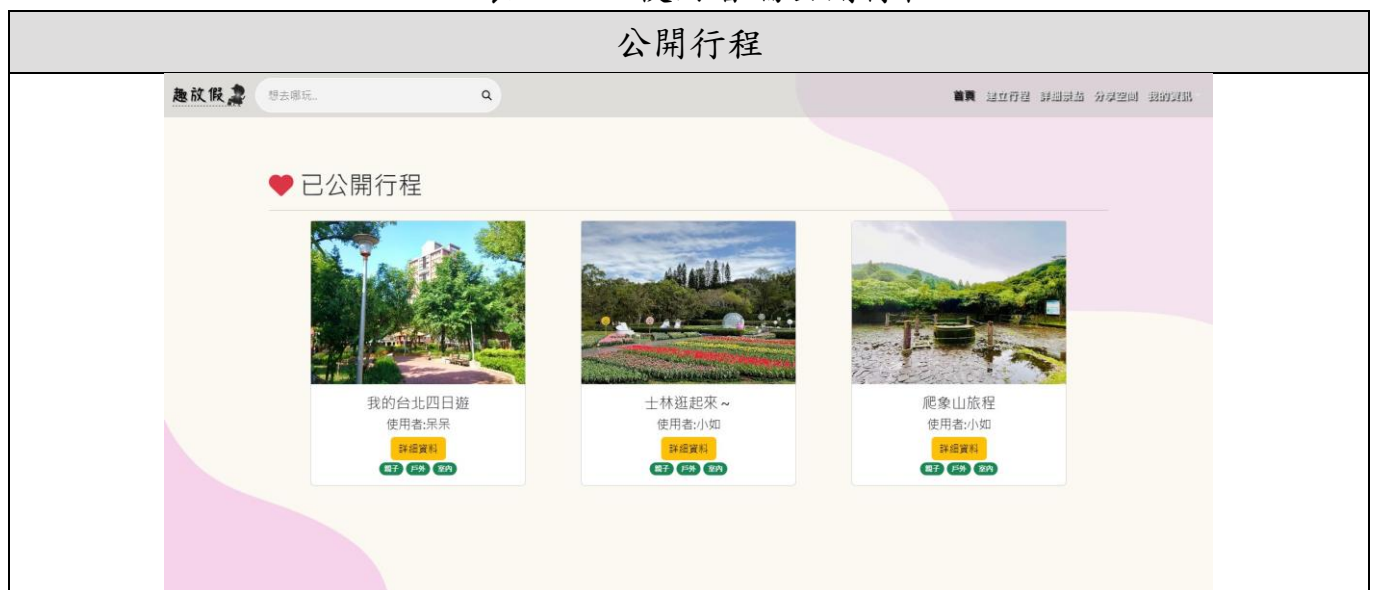 公開行程
趣放假
想去哪玩...
首頁 建立行程 詳細景點 分享空間 我的資訊
已公開行程
我的台北四日遊
使用者:呆呆
詳細資料
親子 戶外 室內
士林逛起來~
使用者:小如
詳細資料
親子 戶外 室內
爬象山旅程
使用者:小如
詳細資料
親子 戶外 室內